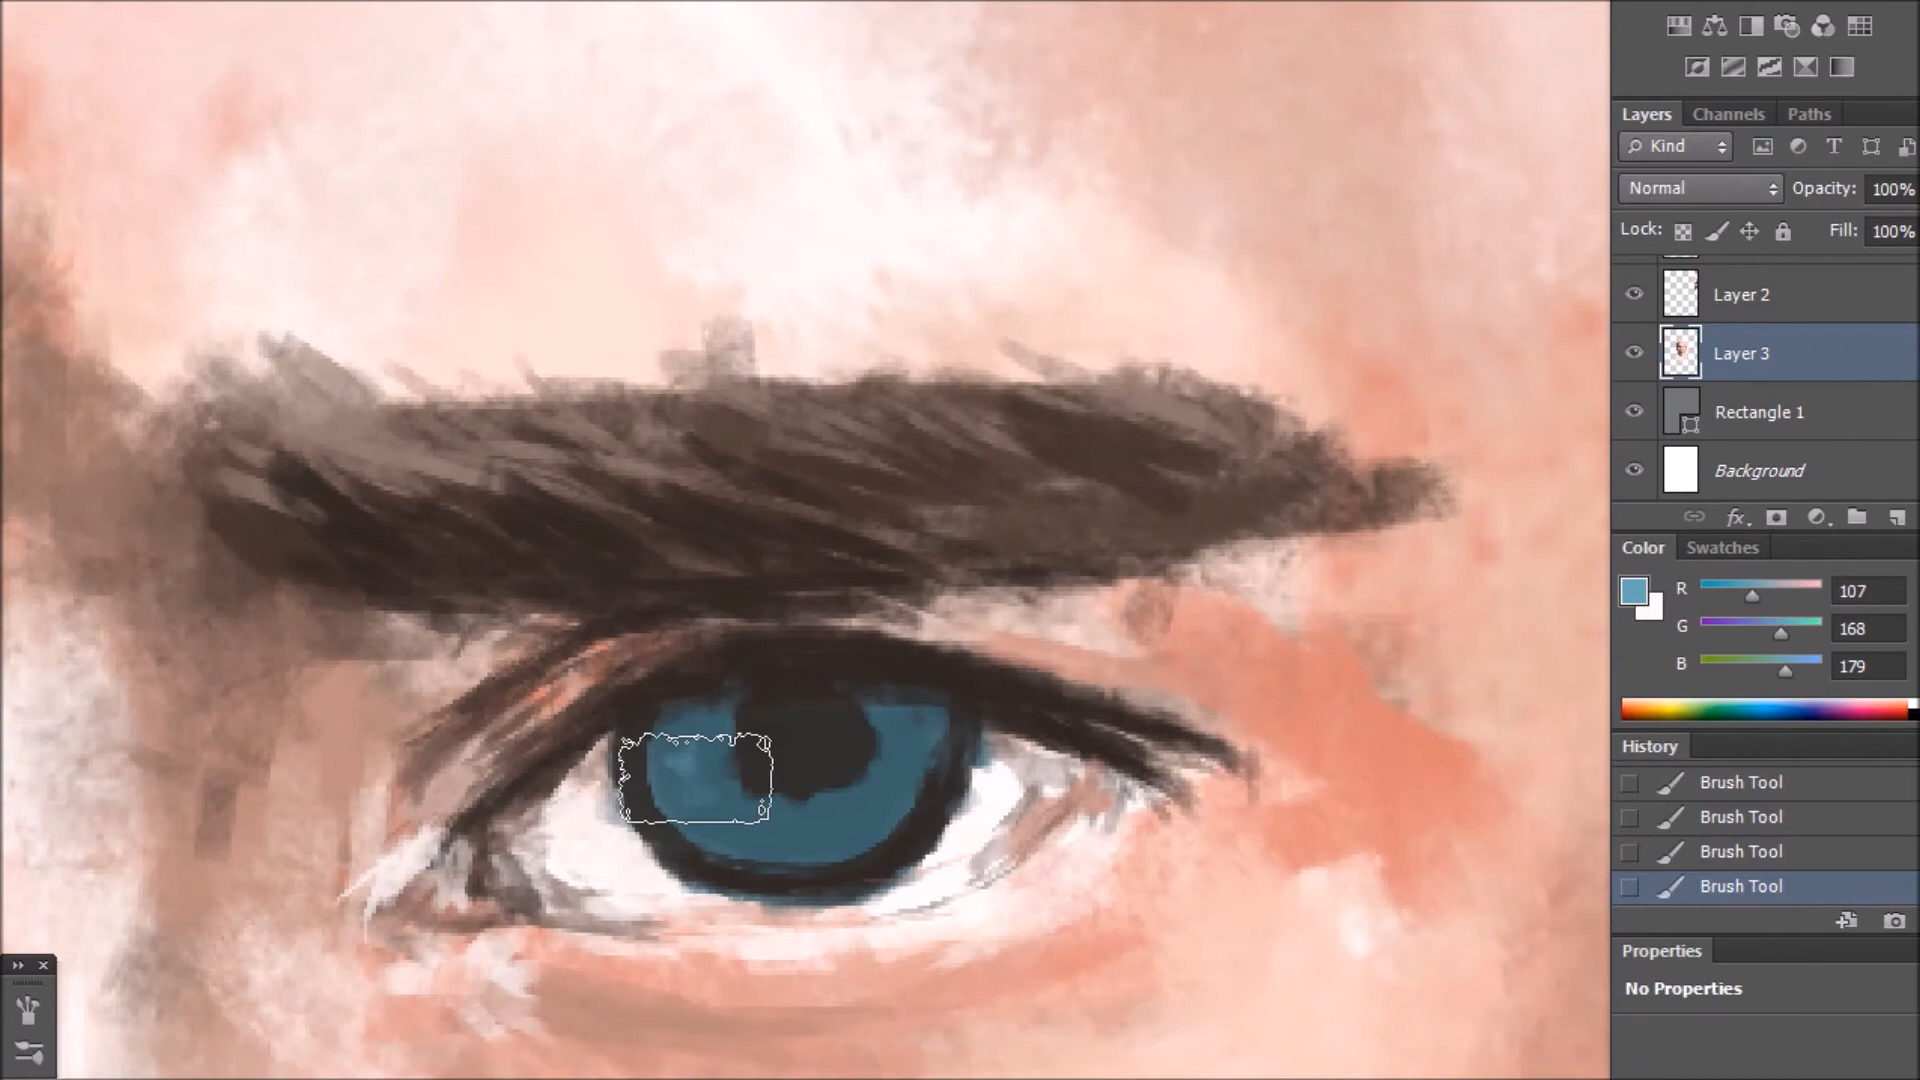 Layers Channels Paths
Kind T
Normal Opacity: 100%
Lock: Fill: 100%
Layer 2
Layer 3
Rectangle 1
Background
fx.
Color Swatches
R 107
G 168
B 179
History
Brush Tool
Brush Tool
Brush Tool
Brush Tool
Properties
No Properties